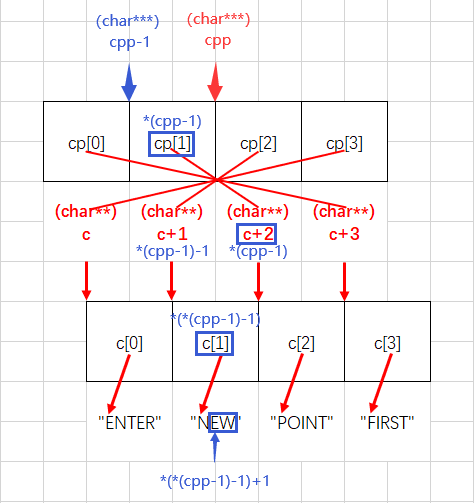 (char***) (char***)
cpp-1 cpp
*(cpp-1)
cp[0] cp[1] cp[2] cp[3]
(char**) (char**) (char**) (char**)
c c+1 c+2 c+3
*(cpp-1)-1 *(cpp-1)
*(*(cpp-1)-1)
c[0] c[1] c[2] c[3]
"ENTER" "NEW" "POINT" "FIRST"
*(*(cpp-1)-1)+1